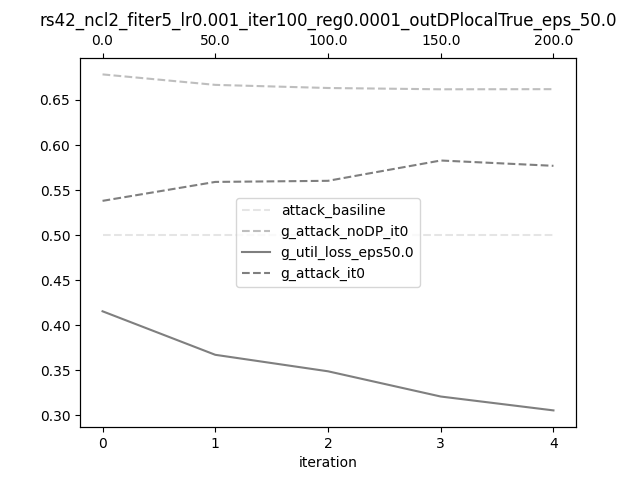 rs42_ncl2_fiter5_lr0.001_iter100_reg0.0001_outDPlocalTrue_eps_50.0
0.0 50.0 100.0 150.0 200.0
0.65
0.60
0.55
0.50
0.45
0.40
0.35
0.30
attack_basiline
g_attack_noDP_it0
g_util_loss_eps50.0
g_attack_it0
0 1 2 3 4
iteration